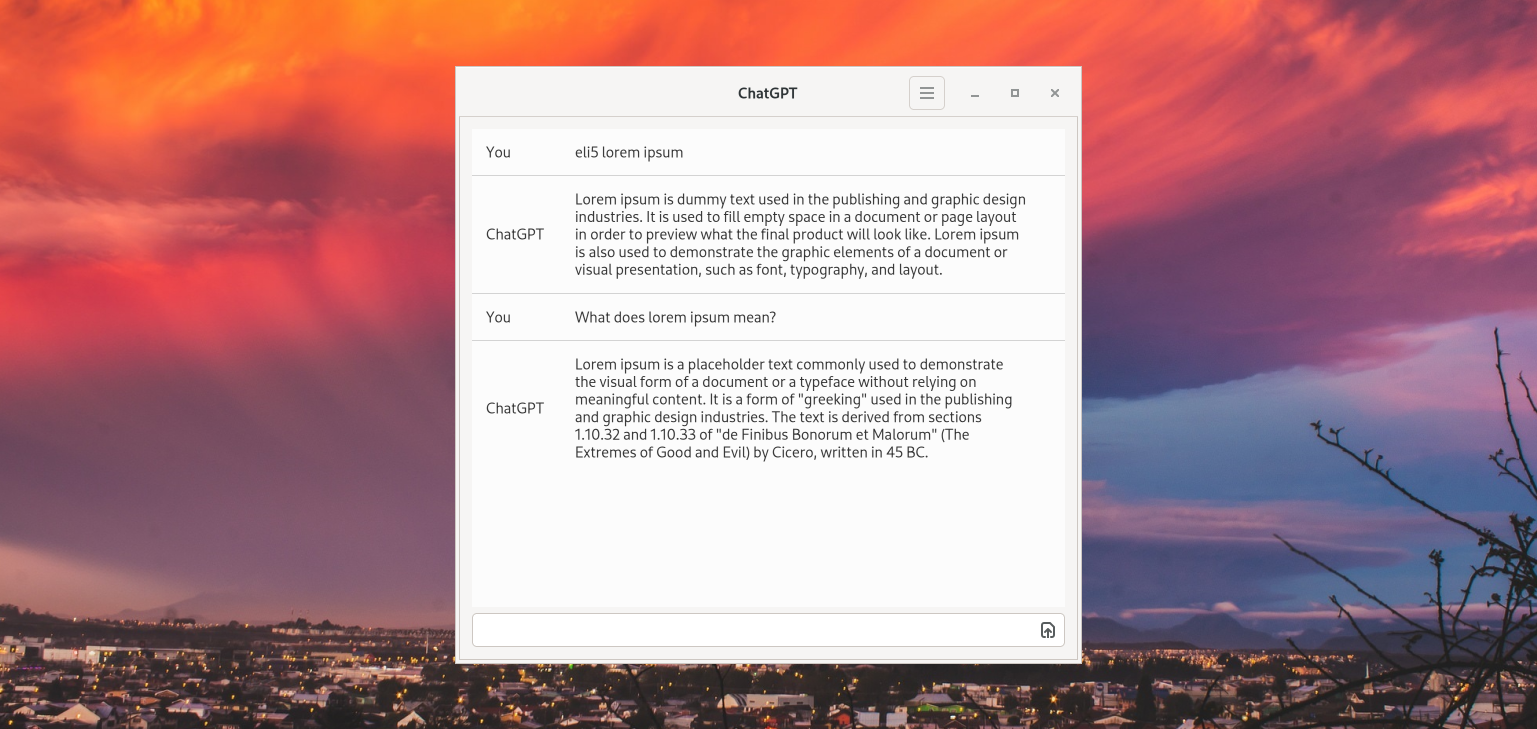 ChatGPT
You
eli5 lorem ipsum
ChatGPT
Lorem ipsum is dummy text used in the publishing and graphic design
industries. It is used to fill empty space in a document or page layout
in order to preview what the final product will look like. Lorem ipsum
is also used to demonstrate the graphic elements of a document or
visual presentation, such as font, typography, and layout.
You
What does lorem ipsum mean?
ChatGPT
Lorem ipsum is a placeholder text commonly used to demonstrate
the visual form of a document or a typeface without relying on
meaningful content. It is a form of "greeking" used in the publishing
and graphic design industries. The text is derived from sections
1.10.32 and 1.10.33 of "de Finibus Bonorum et Malorum" (The
Extremes of Good and Evil) by Cicero, written in 45 BC.